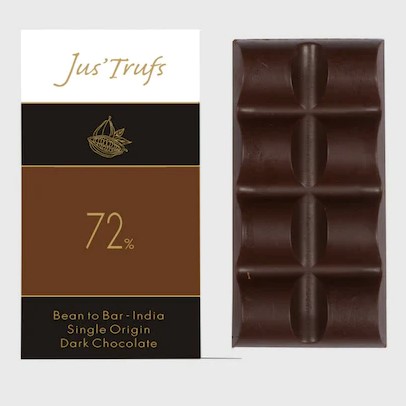 Jus'Trufs
72%
Bean to Bar - India
Single Origin
Dark Chocolate